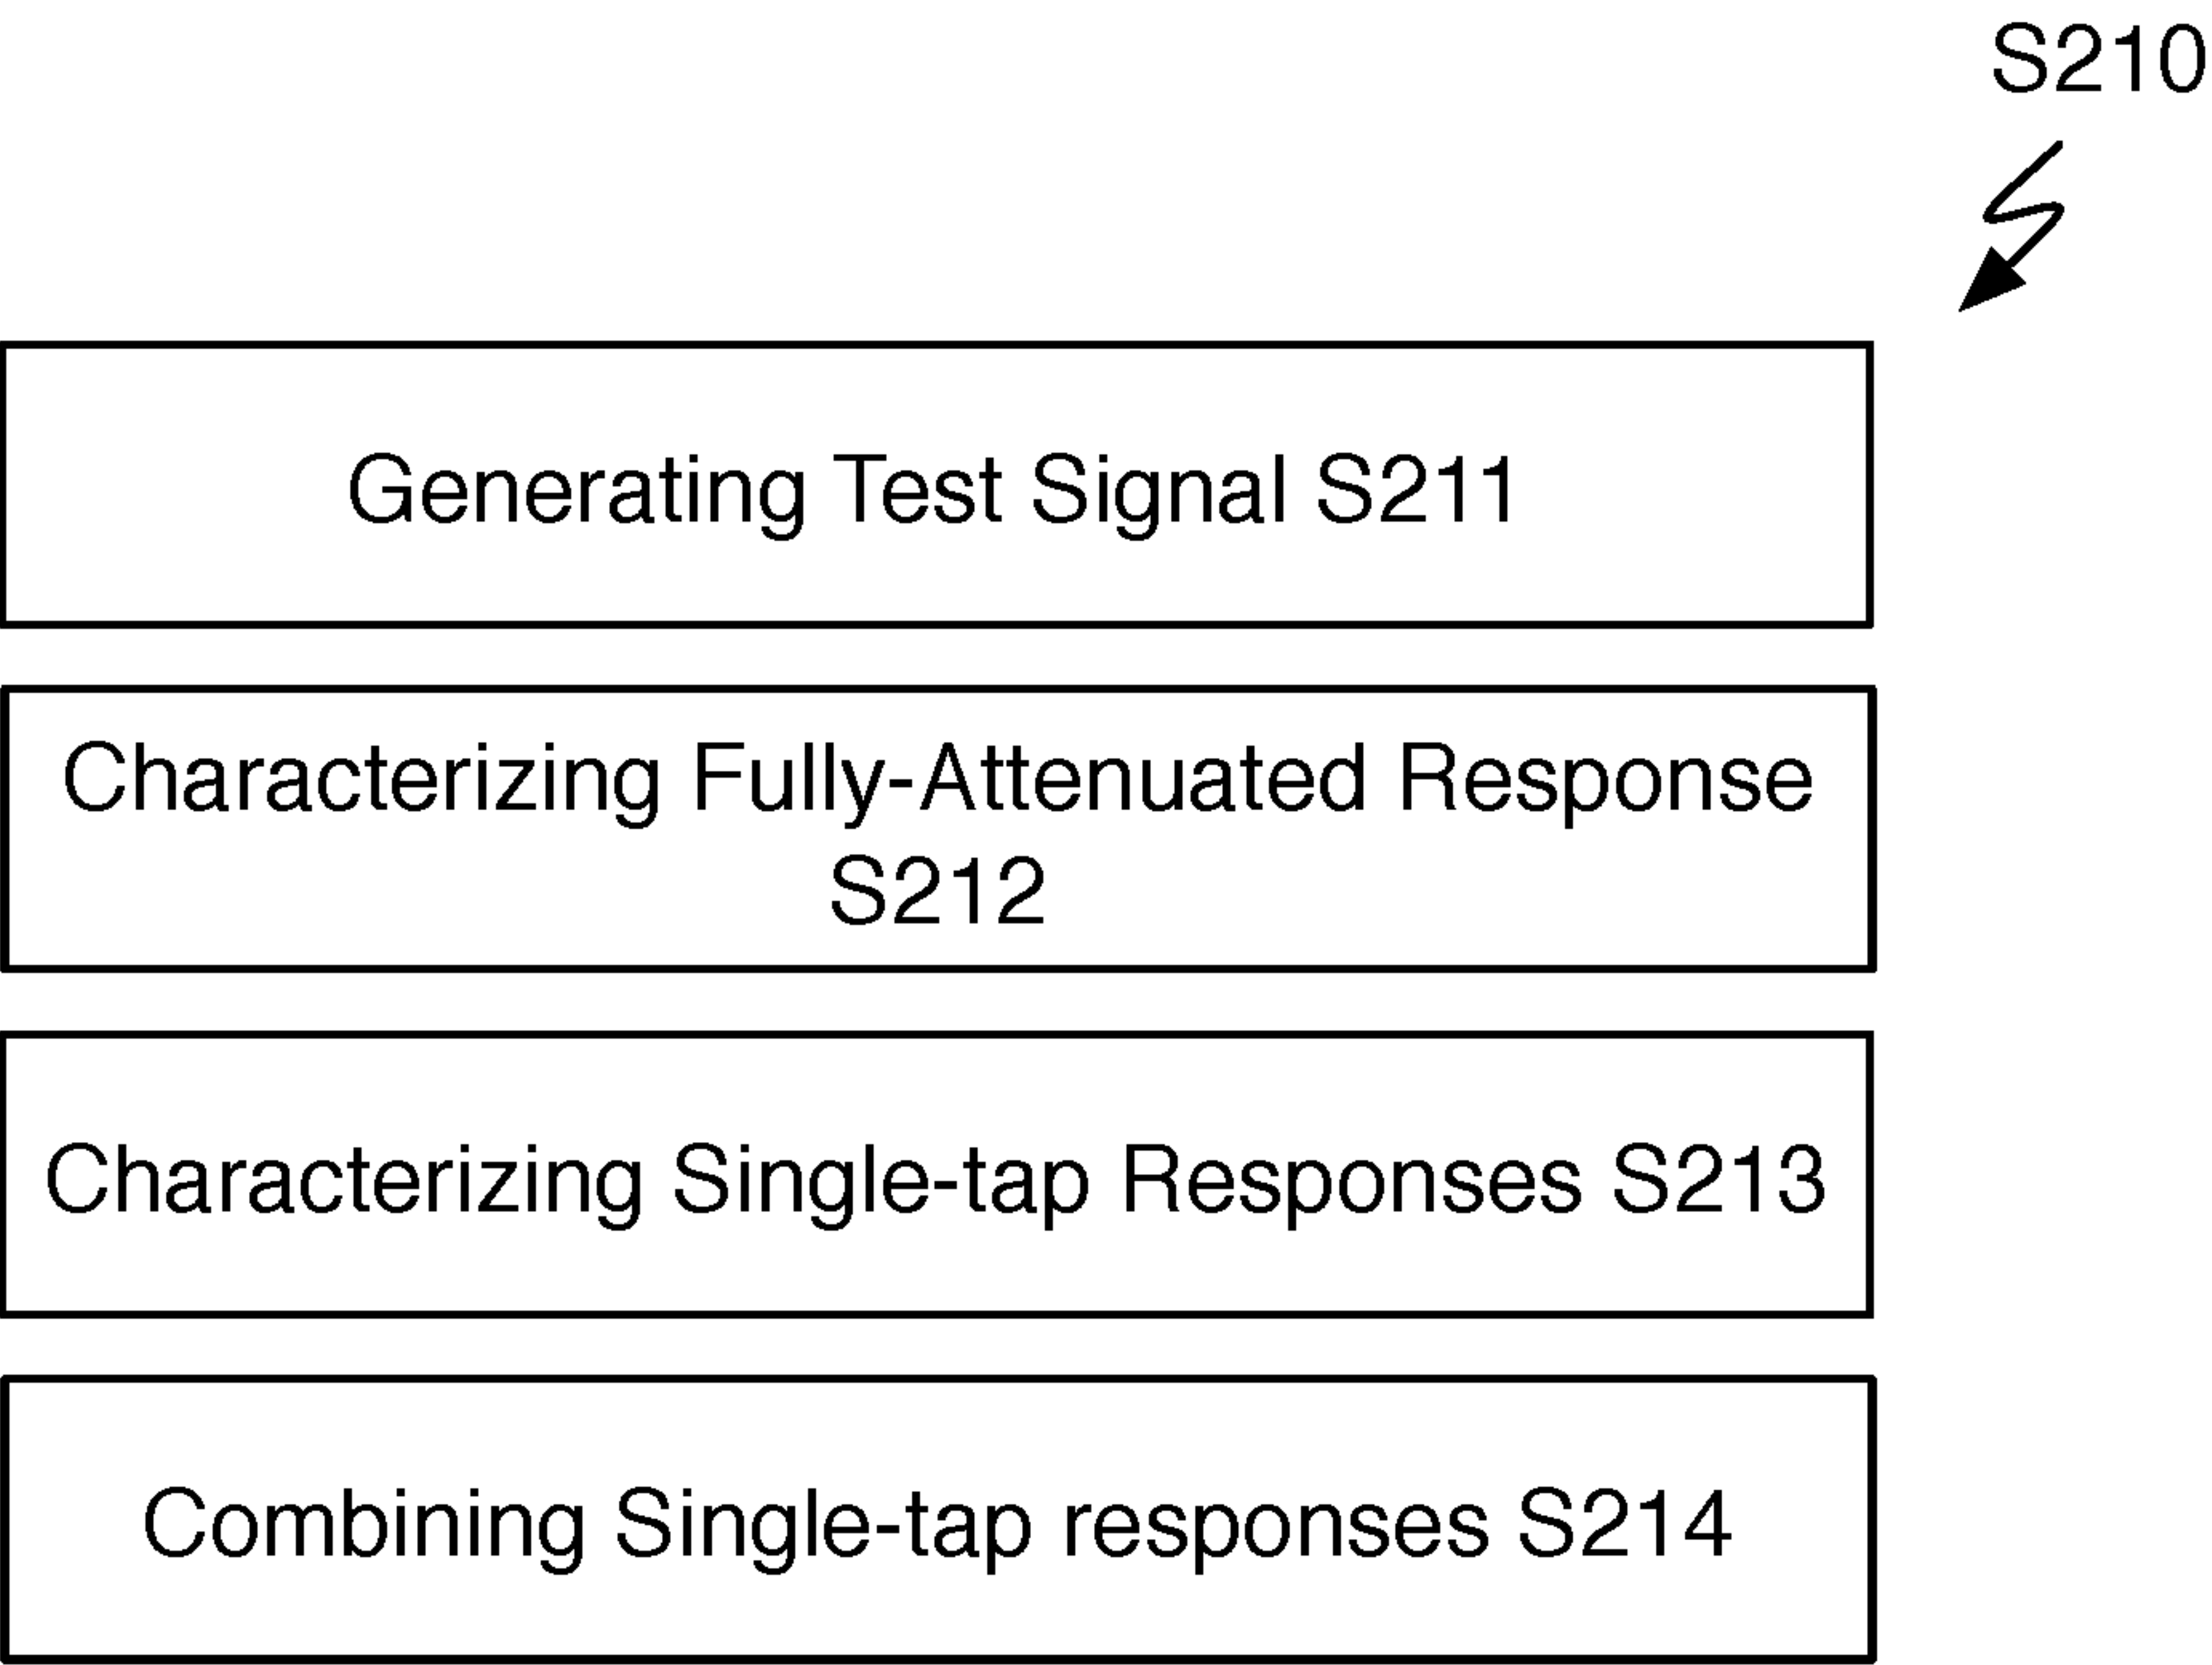 S210
Generating Test Signal S211
Characterizing Fully-Attenuated Response
S212
Characterizing Single-tap Responses S213
Combining Single-tap responses S214